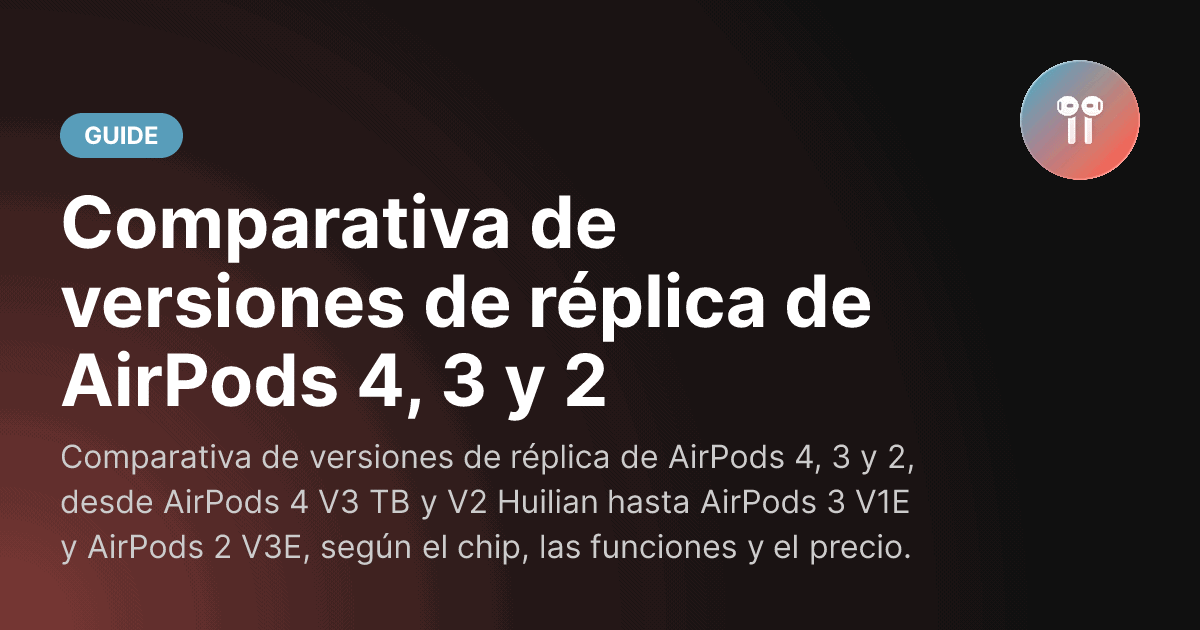 GUIDE
Comparativa de
versiones de réplica de
AirPods 4, 3 y 2
Comparativa de versiones de réplica de AirPods 4, 3 y 2,
desde AirPods 4 V3 TB y V2 Huilian hasta AirPods 3 V1E
y AirPods 2 V3E, según el chip, las funciones y el precio.